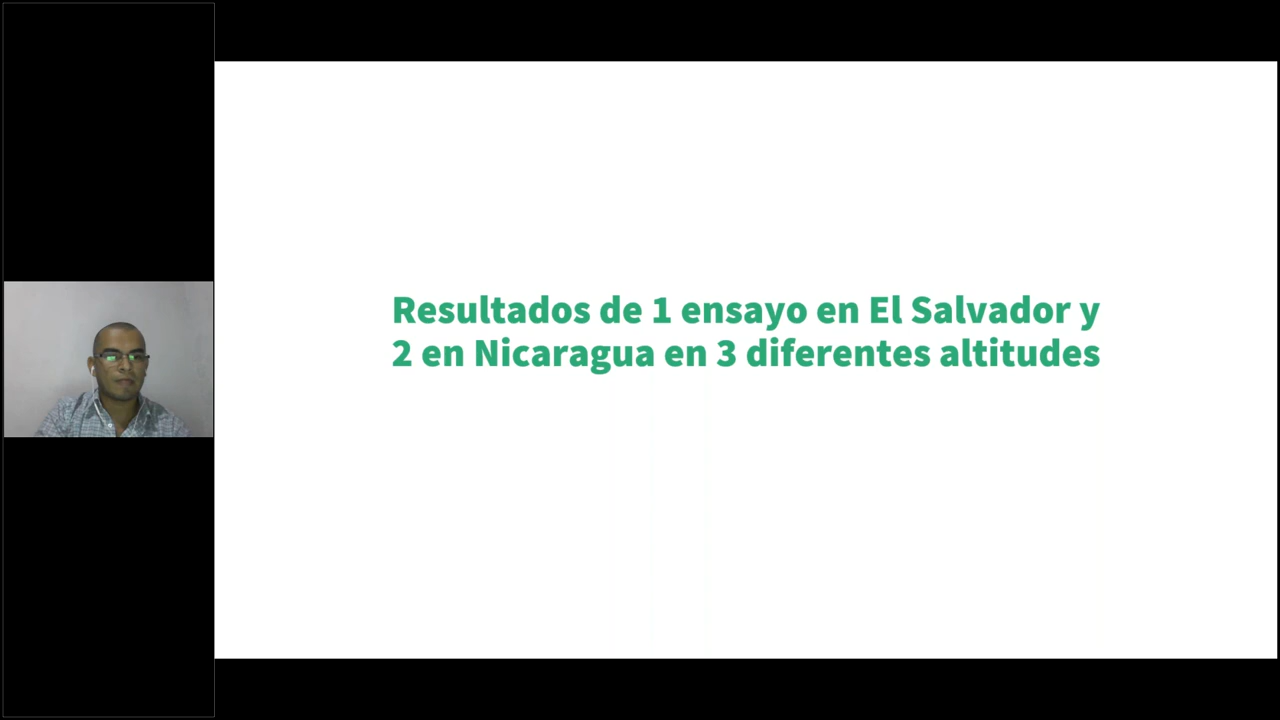 Resultados de 1 ensayo en El Salvador y
2 en Nicaragua en 3 diferentes altitudes